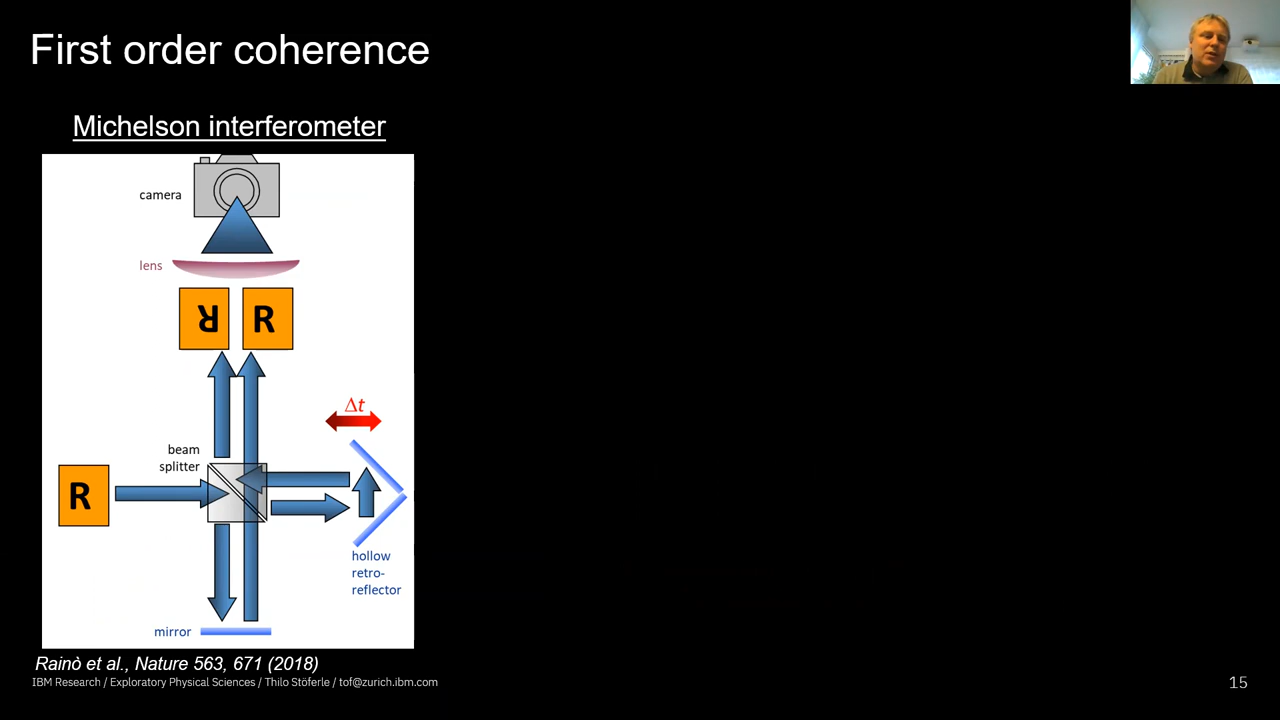 First order coherence
Michelson interferometer
camera
lens
R R
Δt
beam
splitter
R
hollow
retro-
reflector
mirror
Rainò et al., Nature 563, 671 (2018)
IBM Research / Exploratory Physical Sciences / Thilo Stöferle / tof@zurich.ibm.com
15